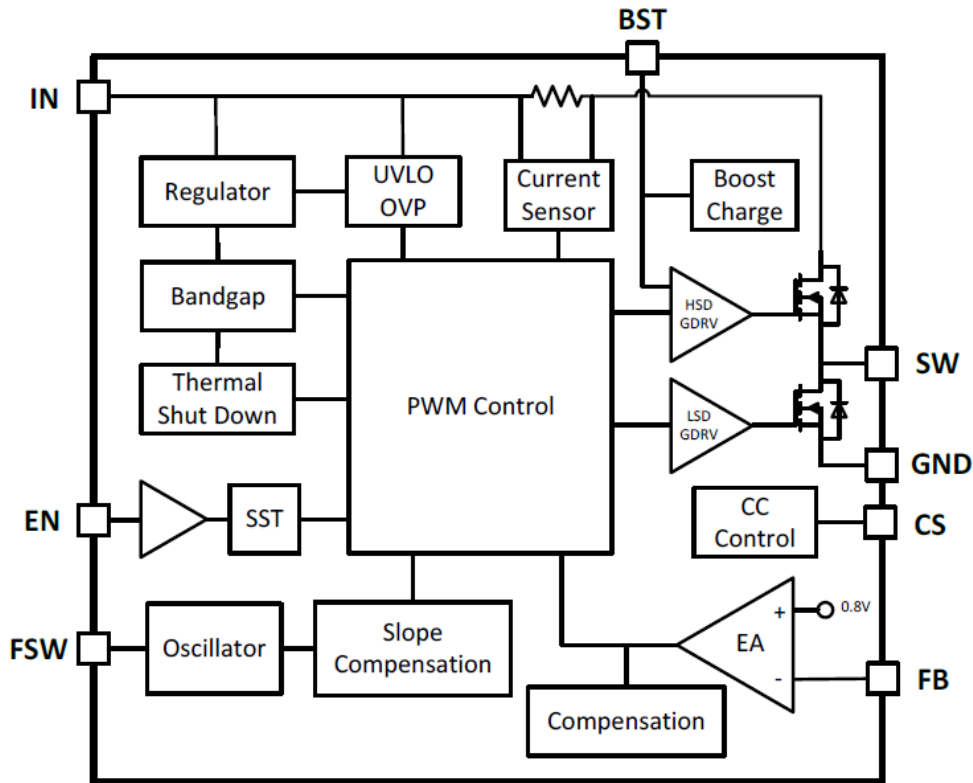 BST
IN
Regulator
UVLO
OVP
Current
Sensor
Boost
Charge
Bandgap
HSD
GDRV
Thermal
Shut Down
PWM Control
SW
LSD
GDRV
GND
EN
SST
CC
Control
CS
FSW
Oscillator
Slope
Compensation
+
0.8V
EA
-
FB
Compensation